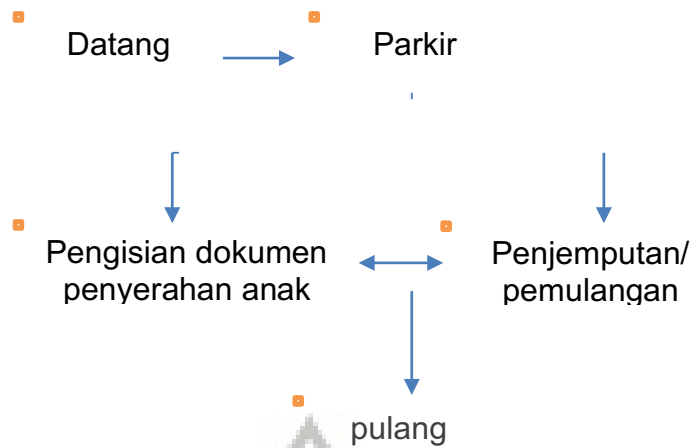 Datang
Parkir
Pengisian dokumen
penyerahan anak
Penjemputan/
pemulangan
pulang